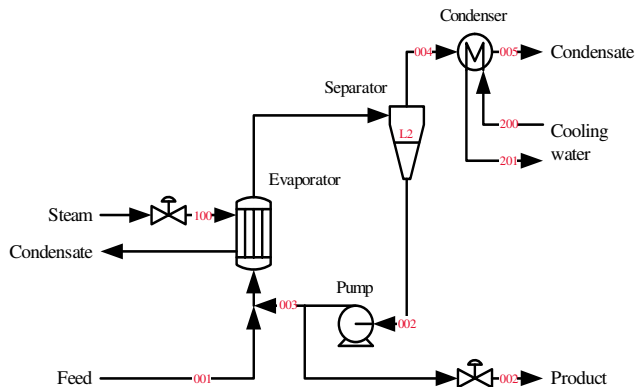 Condenser
004
005
Condensate
Separator
200
Cooling
water
L2
201
Evaporator
Steam
100
Condensate
Pump
003
002
Feed
001
002
Product